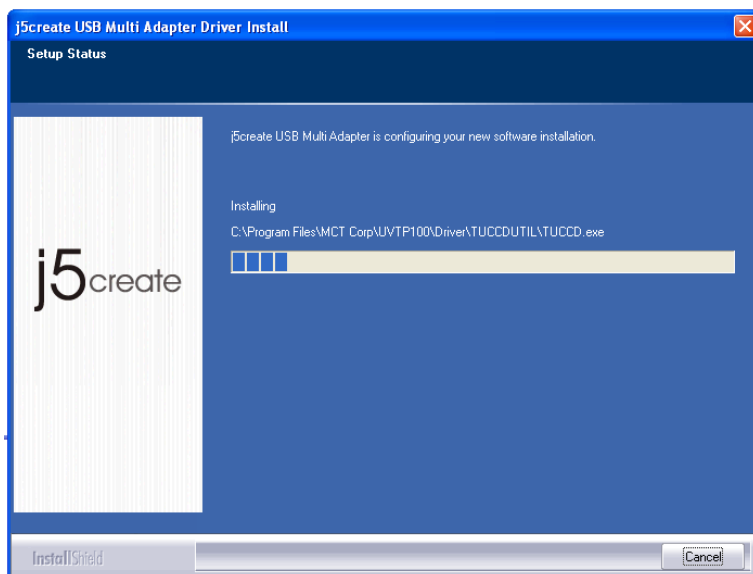 j5create USB Multi Adapter Driver Install
Setup Status
j5create USB Multi Adapter is configuring your new software installation.
Installing
C:\Program Files\MCT Corp\UVTP100\Driver\TUCCDUTIL\TUCCD.exe
j5create
InstallShield
Cancel